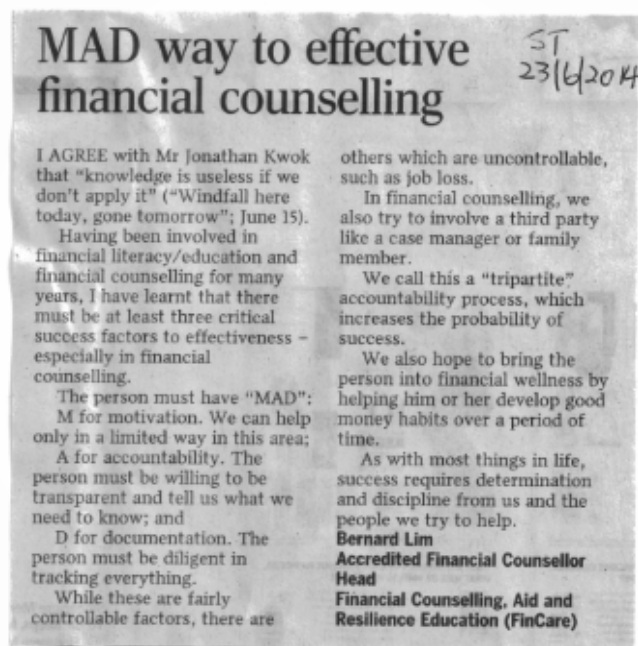 MAD way to effective
financial counselling
ST
23/6/2014
I AGREE with Mr Jonathan Kwok
that “knowledge is useless if we
don’t apply it” (“Windfall here
today, gone tomorrow”; June 15).
Having been involved in
financial literacy/education and
financial counselling for many
years, I have learnt that there
must be at least three critical
success factors to effectiveness –
especially in financial
counselling.
The person must have “MAD”:
M for motivation. We can help
only in a limited way in this area;
A for accountability. The
person must be willing to be
transparent and tell us what we
need to know; and
D for documentation. The
person must be diligent in
tracking everything.
While these are fairly
controllable factors, there are
others which are uncontrollable,
such as job loss.
In financial counselling, we
also try to involve a third party
like a case manager or family
member.
We call this a “tripartite”
accountability process, which
increases the probability of
success.
We also hope to bring the
person into financial wellness by
helping him or her develop good
money habits over a period of
time.
As with most things in life,
success requires determination
and discipline from us and the
people we try to help.
Bernard Lim
Accredited Financial Counsellor
Head
Financial Counselling, Aid and
Resilience Education (FinCare)